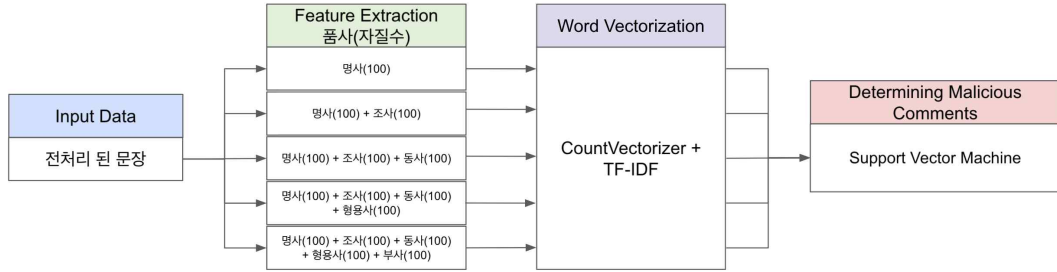 Input Data
전처리 된 문장
Feature Extraction
품사(자질수)
명사(100)
명사(100) + 조사(100)
명사(100) + 조사(100) + 동사(100)
명사(100) + 조사(100) + 동사(100)
+ 형용사(100)
명사(100) + 조사(100) + 동사(100)
+ 형용사(100) + 부사(100)
Word Vectorization
CountVectorizer +
TF-IDF
Determining Malicious
Comments
Support Vector Machine